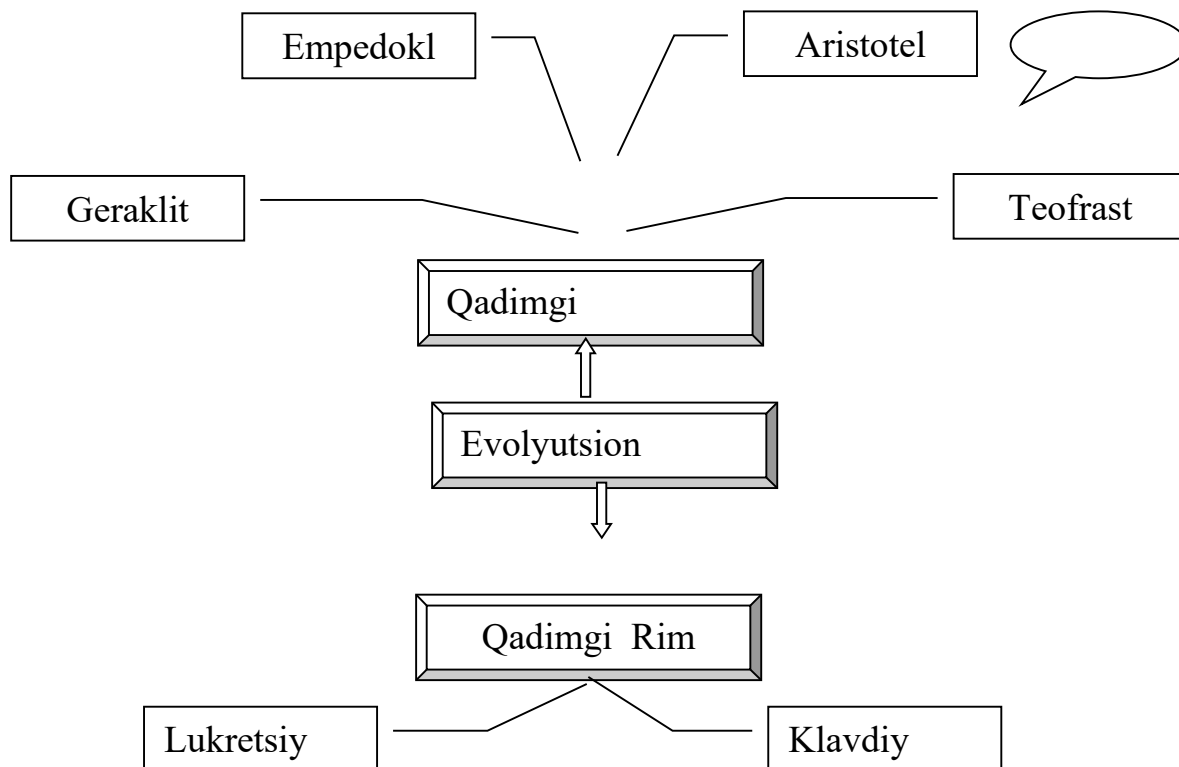 Empedokl
Aristotel
Geraklit
Teofrast
Qadimgi
Evolyutsion
Qadimgi Rim
Lukretsiy
Klavdiy